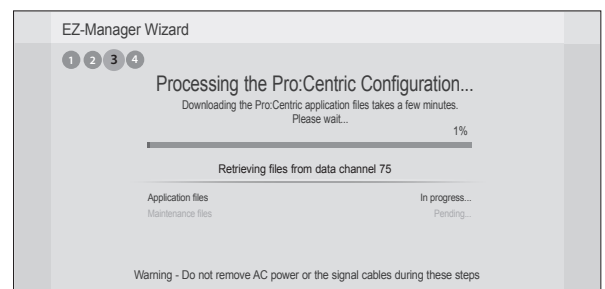 EZ-Manager Wizard
1 2 3 4
Processing the Pro:Centric Configuration...
Downloading the Pro:Centric application files takes a few minutes.
Please wait...
1%
Retrieving files from data channel 75
Application files In progress...
Maintenance files Pending...
Warning - Do not remove AC power or the signal cables during these steps